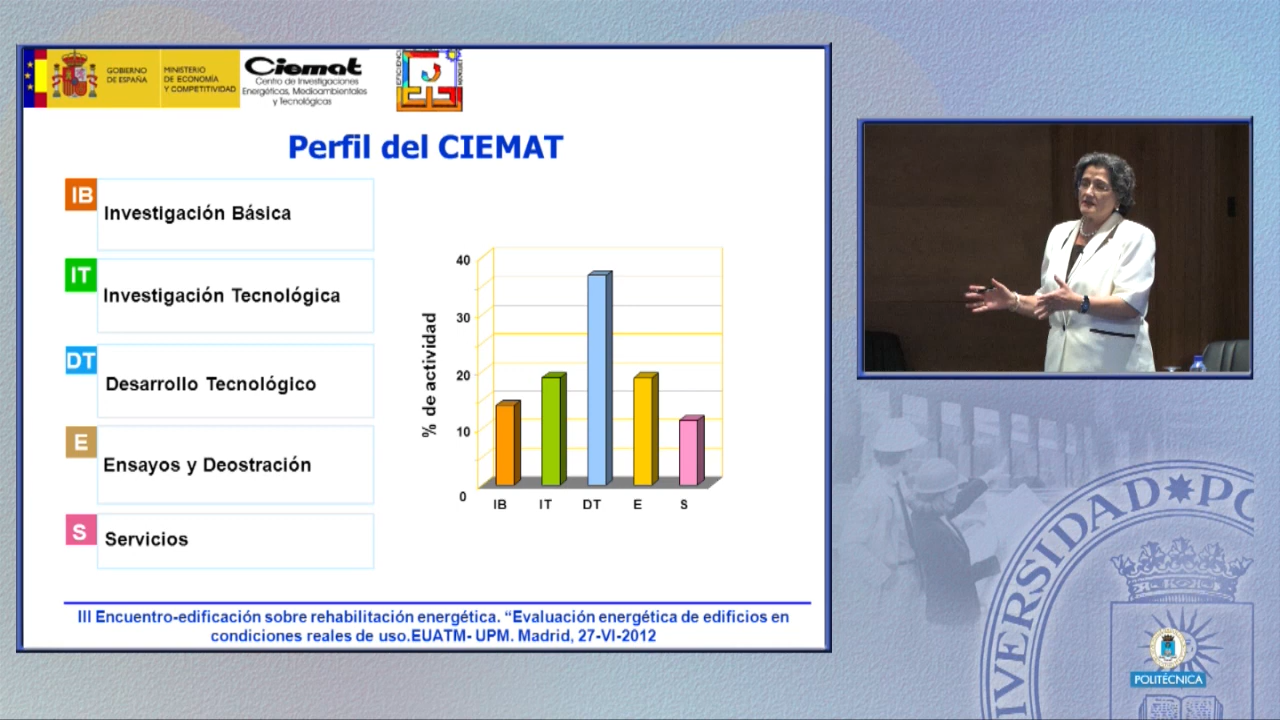 GOBIERNO
DE ESPAÑA
MINISTERIO
DE ECONOMÍA
Y COMPETITIVIDAD
Ciemat
Centro de Investigaciones
Energéticas, Medioambientales
y Tecnológicas
Perfil del CIEMAT
IB
Investigación Básica
IT
Investigación Tecnológica
DT
Desarrollo Tecnológico
E
Ensayos y Deostración
S
Servicios
% de actividad
40
30
20
10
0
IB IT DT E S
III Encuentro-edificación sobre rehabilitación energética. “Evaluación energética de edificios en
condiciones reales de uso.EUATM- UPM. Madrid, 27-VI-2012
IVERSIDAD PO
POLITÉCNICA